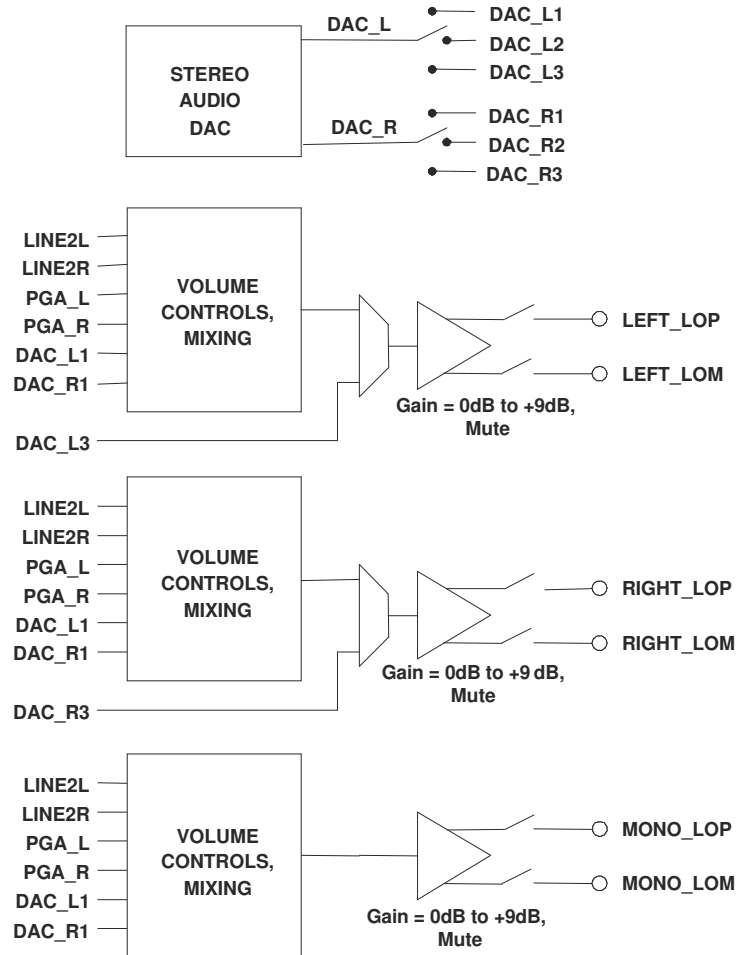 DAC_L
DAC_L1
DAC_L2
DAC_L3
STEREO
AUDIO
DAC
DAC_R
DAC_R1
DAC_R2
DAC_R3
LINE2L
LINE2R
PGA_L
PGA_R
DAC_L1
DAC_R1
VOLUME
CONTROLS,
MIXING
LEFT_LOP
LEFT_LOM
Gain = 0dB to +9dB,
Mute
DAC_L3
LINE2L
LINE2R
PGA_L
PGA_R
DAC_L1
DAC_R1
VOLUME
CONTROLS,
MIXING
RIGHT_LOP
RIGHT_LOM
Gain = 0dB to +9 dB,
Mute
DAC_R3
LINE2L
LINE2R
PGA_L
PGA_R
DAC_L1
DAC_R1
VOLUME
CONTROLS,
MIXING
MONO_LOP
MONO_LOM
Gain = 0dB to +9dB,
Mute